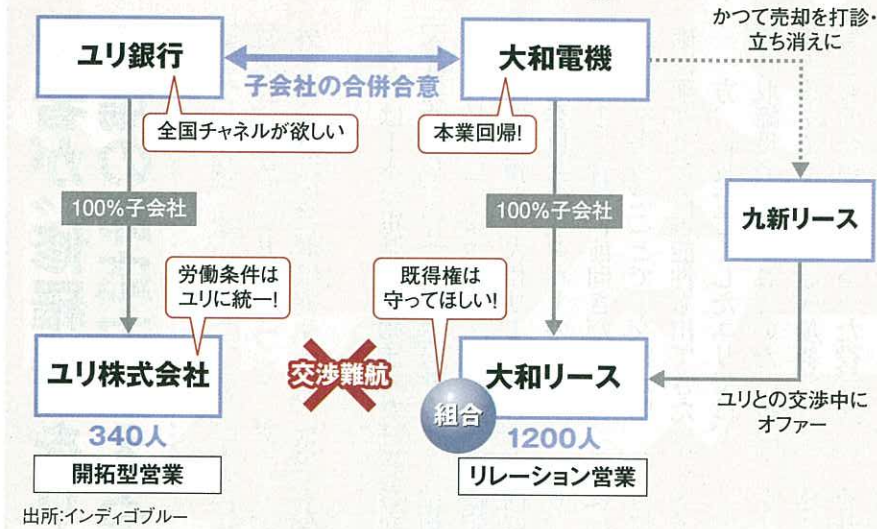 かつて売却を打診・
立ち消えに
ユリ銀行
大和電機
子会社の合併合意
全国チャネルが欲しい
本業回帰!
100%子会社
100%子会社
九新リース
労働条件は
ユリに統一!
既得権は
守ってほしい!
ユリ株式会社
交渉難航
大和リース
組合
ユリとの交渉中に
オファー
340人
1200人
開拓型営業
リレーション営業
出所:インディゴブルー